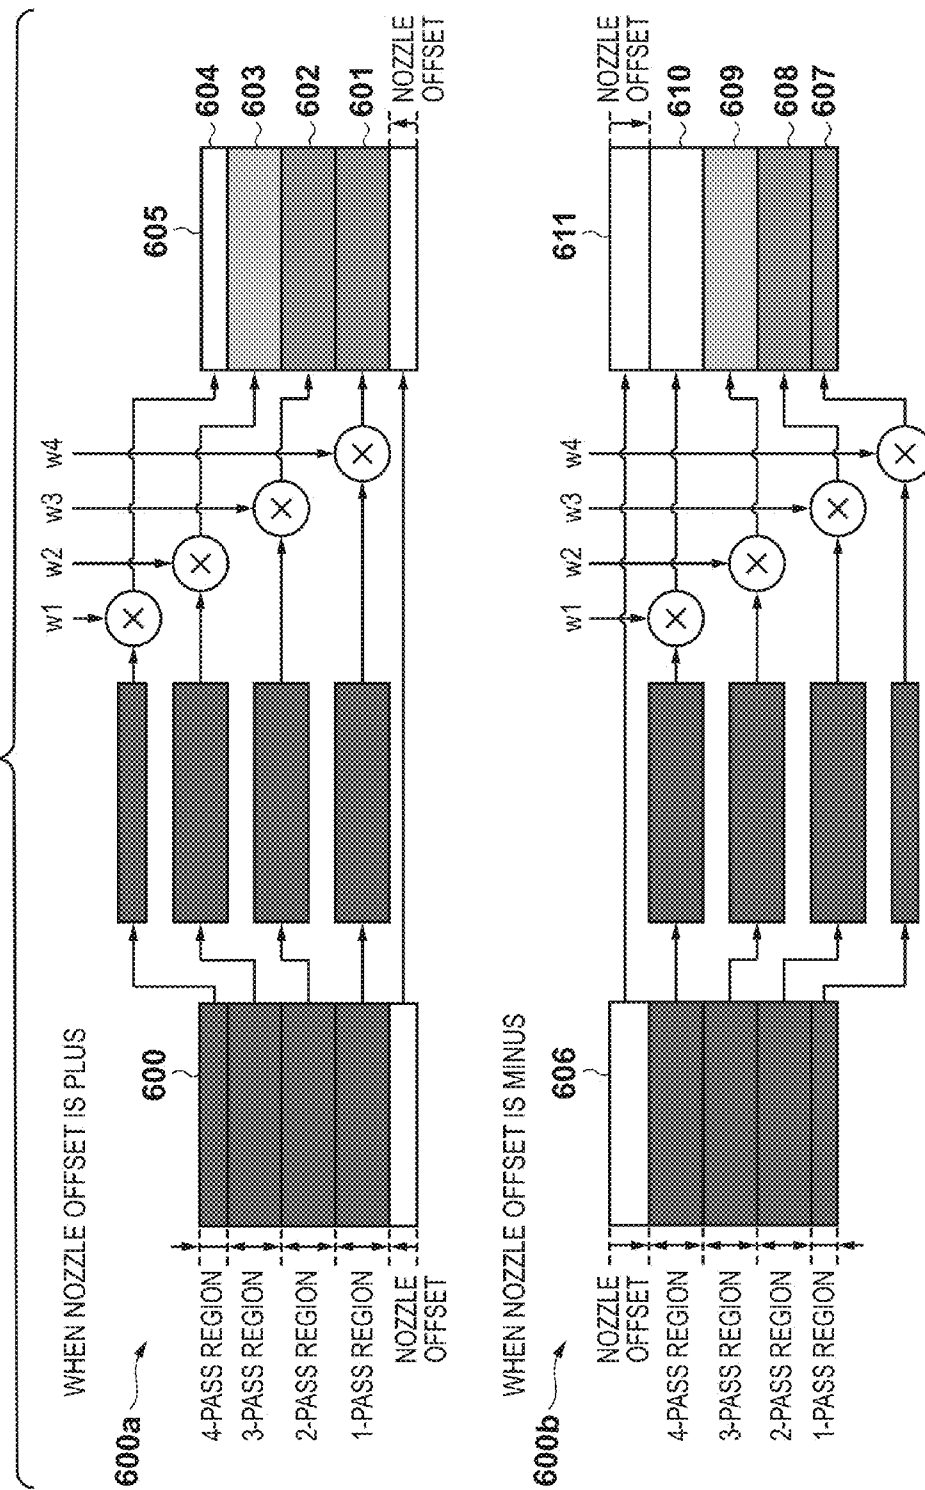 WHEN NOZZLE OFFSET IS PLUS
600a
600
605
w1
w2
w3
w4
4-PASS REGION
3-PASS REGION
2-PASS REGION
1-PASS REGION
NOZZLE
OFFSET
604
603
602
601
NOZZLE
OFFSET
WHEN NOZZLE OFFSET IS MINUS
600b
606
611
w1
w2
w3
w4
NOZZLE
OFFSET
4-PASS REGION
3-PASS REGION
2-PASS REGION
1-PASS REGION
NOZZLE
OFFSET
610
609
608
607